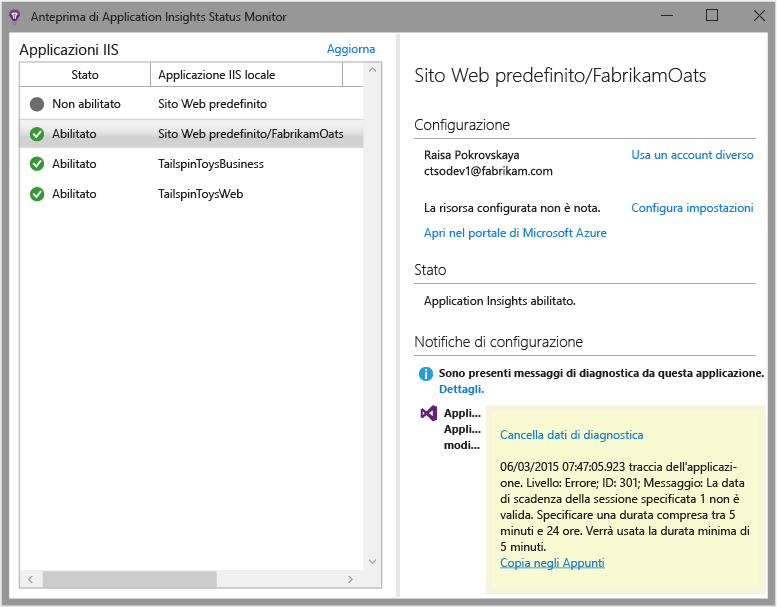 Anteprima di Application Insights Status Monitor
Applicazioni IIS
Aggiorna
Stato
Applicazione IIS locale
Non abilitato
Sito Web predefinito
Abilitato
Sito Web predefinito/FabrikamOats
Abilitato
TailspinToysBusiness
Abilitato
TailspinToysWeb
Sito Web predefinito/FabrikamOats
Configurazione
Raisa Pokrovskaya
Usa un account diverso
ctsodev1@fabrikam.com
La risorsa configurata non è nota.
Configura impostazioni
Apri nel portale di Microsoft Azure
Stato
Application Insights abilitato.
Notifiche di configurazione
Sono presenti messaggi di diagnostica da questa applicazione.
Dettagli.
Appli...
Appli...
modi...
Cancella dati di diagnostica
06/03/2015 07:47:05.923 traccia dell'applicazi-
one. Livello: Errore; ID: 301; Messaggio: La data
di scadenza della sessione specificata 1 non è
valida. Specificare una durata compresa tra 5
minuti e 24 ore. Verrà usata la durata minima di
5 minuti.
Copia negli Appunti